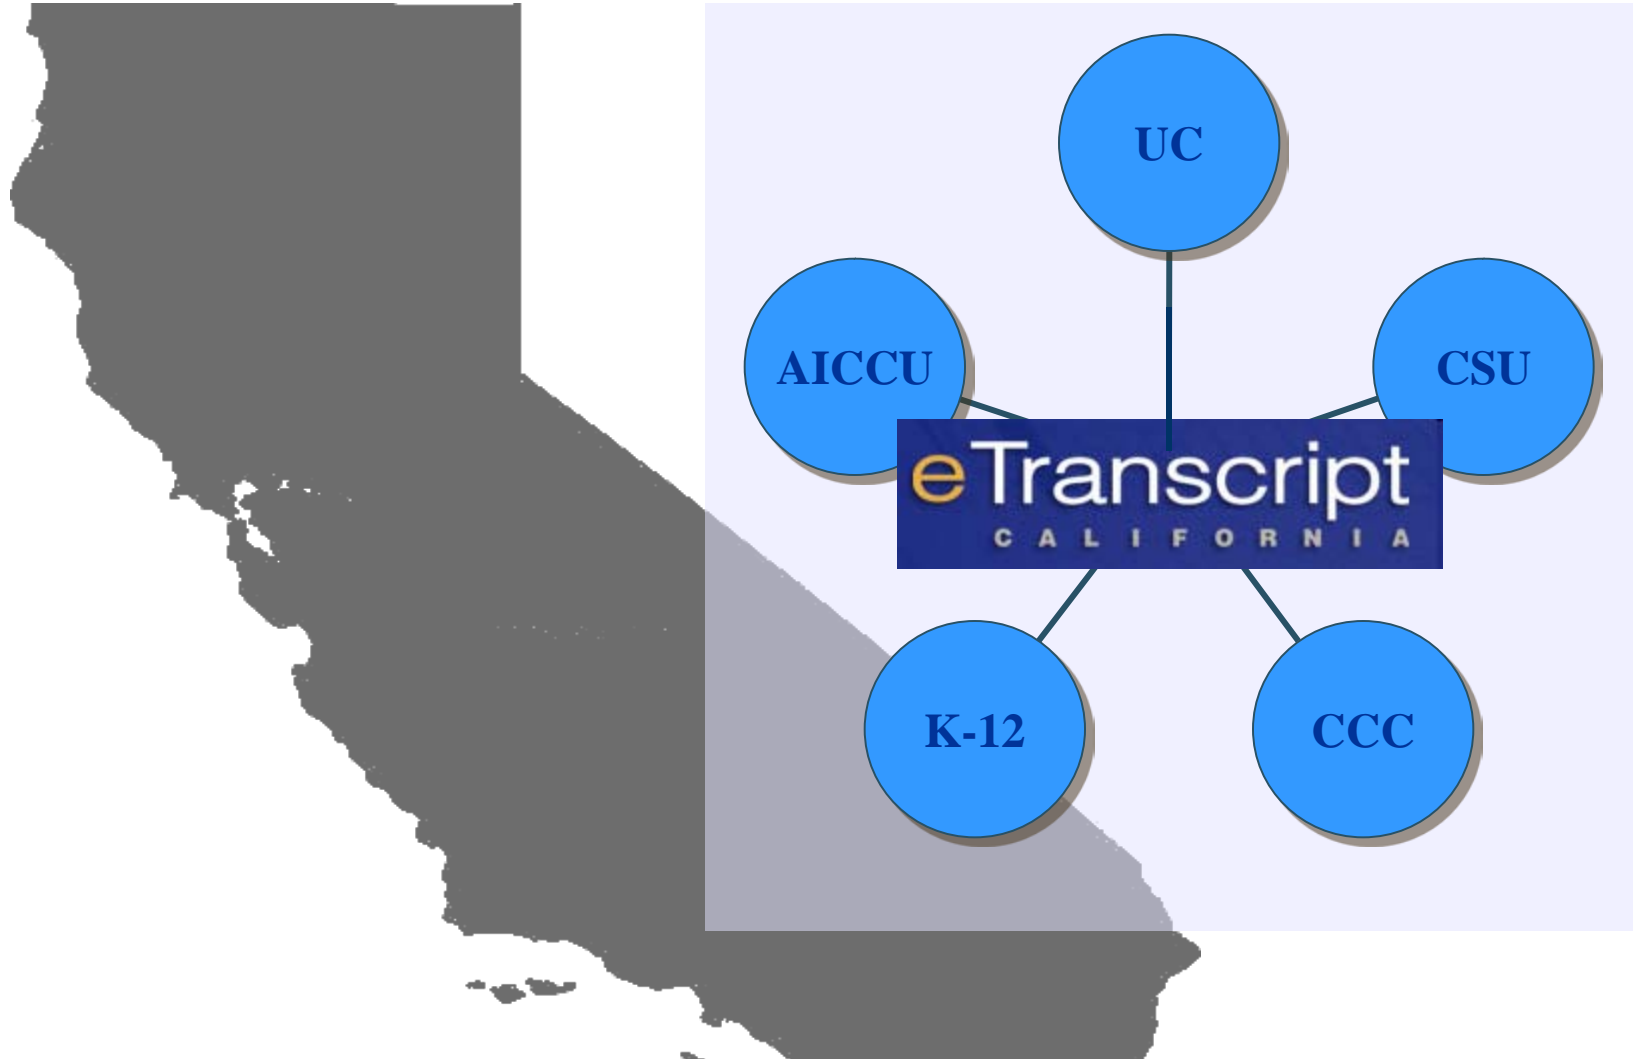 UC
AICCU
CSU
eTranscript
CALIFORNIA
K-12
CCC